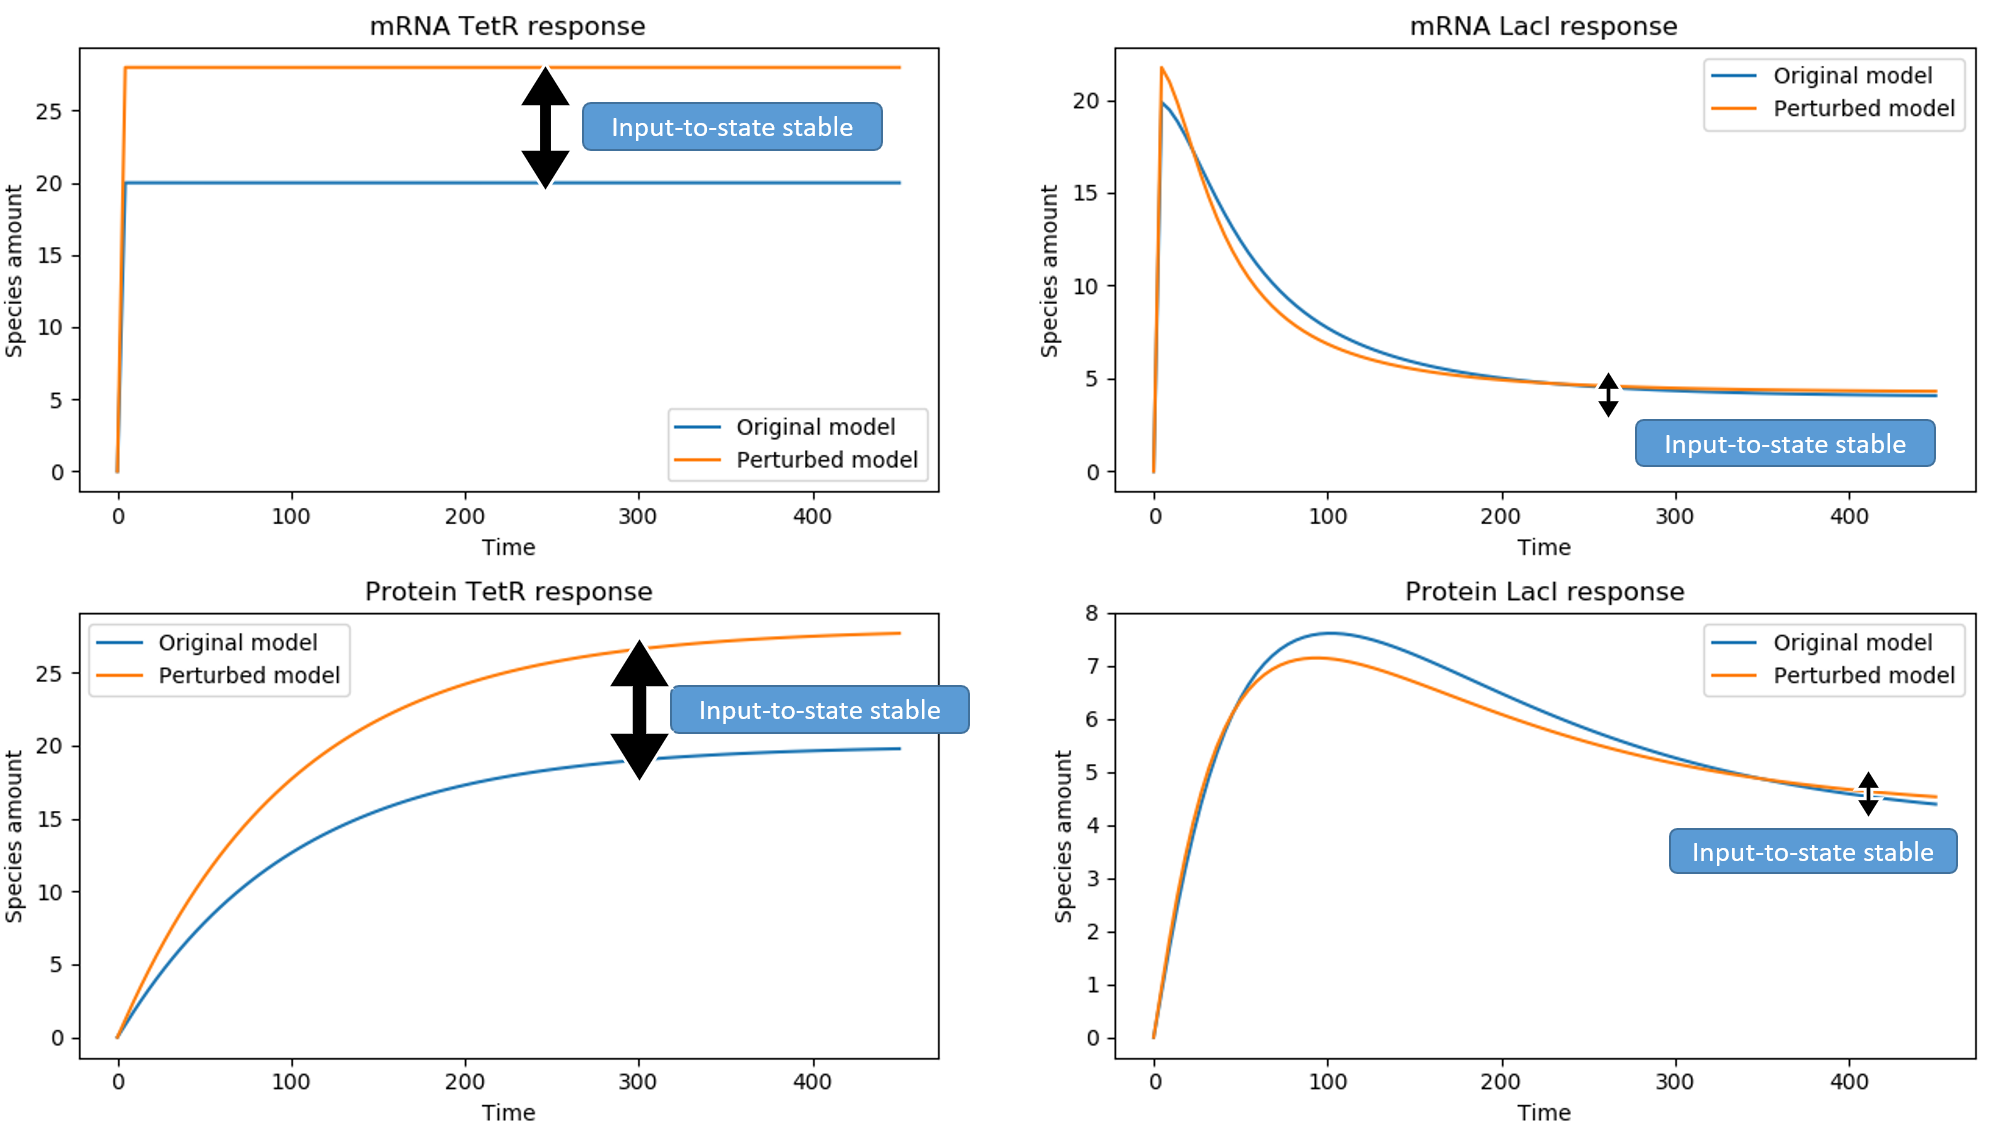 mRNA TetR response
Species amount
25
20
15
10
5
0
Input-to-state stable
Original model
Perturbed model
0 100 200 300 400
Time
mRNA LacI response
Species amount
20
15
10
5
0
Original model
Perturbed model
Input-to-state stable
0 100 200 300 400
Time
Protein TetR response
Species amount
25
20
15
10
5
0
Original model
Perturbed model
Input-to-state stable
0 100 200 300 400
Time
Protein LacI response
Species amount
8
7
6
5
4
3
2
1
0
Original model
Perturbed model
Input-to-state stable
0 100 200 300 400
Time